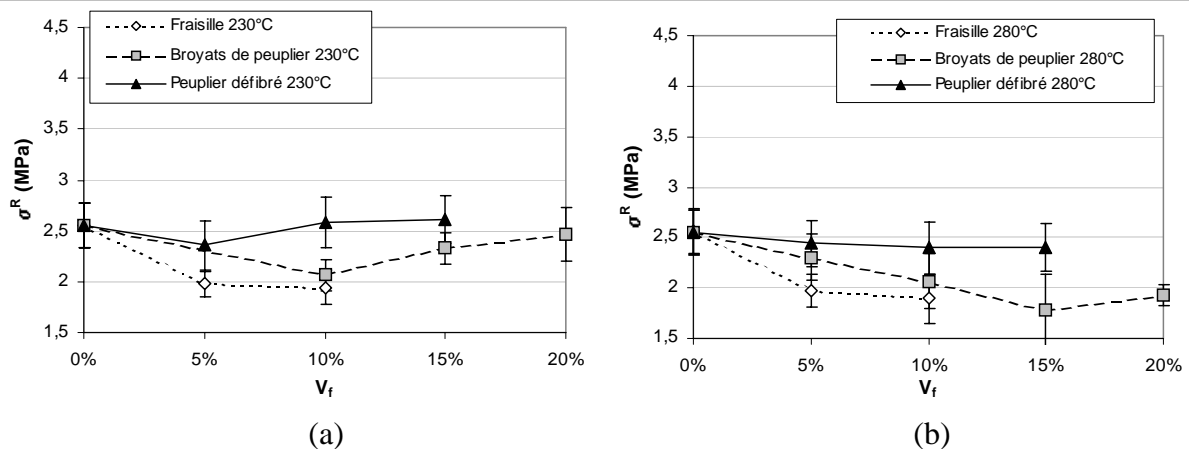 Fraisille 230°C
Broyats de peuplier 230°C
Peuplier défibré 230°C
4,5
4
3,5
3
2,5
2
1,5
σR (MPa)
0%
5%
10%
15%
20%
Vf
(a)
Fraisille 280°C
Broyats de peuplier 280°C
Peuplier défibré 280°C
4,5
4
3,5
3
2,5
2
1,5
σR (MPa)
0%
5%
10%
15%
20%
Vf
(b)